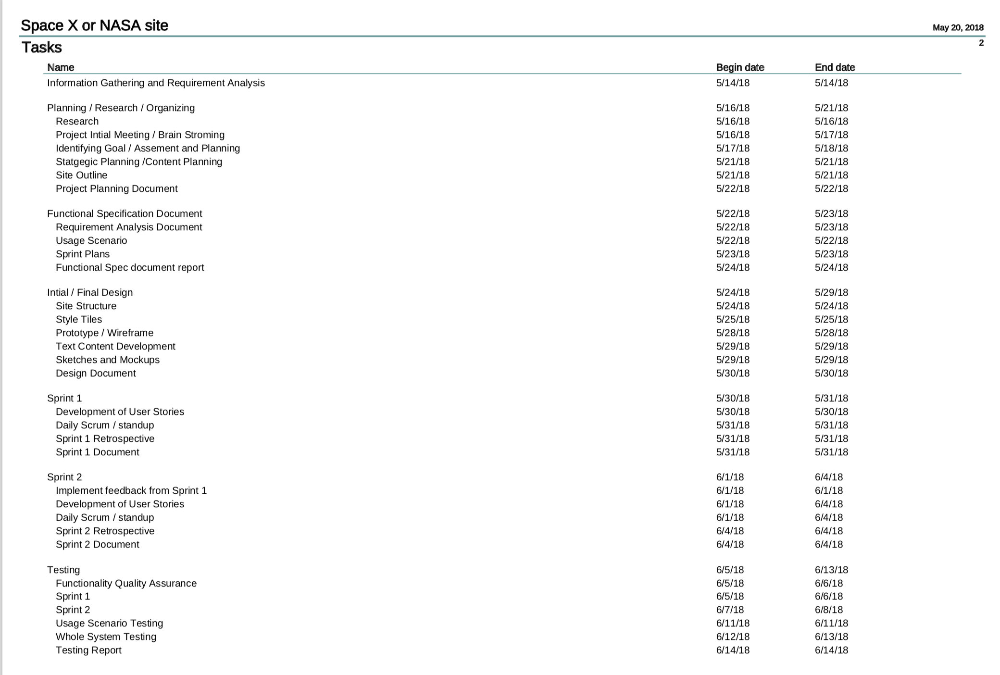 Space X or NASA site May 20, 2018
Tasks 2
Name Begin date End date
Information Gathering and Requirement Analysis 5/14/18 5/14/18
Planning / Research / Organizing 5/16/18 5/21/18
Research 5/16/18 5/16/18
Project Intial Meeting / Brain Stroming 5/16/18 5/17/18
Identifying Goal / Assement and Planning 5/17/18 5/18/18
Statgegic Planning /Content Planning 5/21/18 5/21/18
Site Outline 5/21/18 5/21/18
Project Planning Document 5/22/18 5/22/18
Functional Specification Document 5/22/18 5/23/18
Requirement Analysis Document 5/22/18 5/23/18
Usage Scenario 5/22/18 5/22/18
Sprint Plans 5/23/18 5/23/18
Functional Spec document report 5/24/18 5/24/18
Intial / Final Design 5/24/18 5/29/18
Site Structure 5/24/18 5/24/18
Style Tiles 5/25/18 5/25/18
Prototype / Wireframe 5/28/18 5/28/18
Text Content Development 5/29/18 5/29/18
Sketches and Mockups 5/29/18 5/29/18
Design Document 5/30/18 5/30/18
Sprint 1 5/30/18 5/31/18
Development of User Stories 5/30/18 5/30/18
Daily Scrum / standup 5/31/18 5/31/18
Sprint 1 Retrospective 5/31/18 5/31/18
Sprint 1 Document 5/31/18 5/31/18
Sprint 2 6/1/18 6/4/18
Implement feedback from Sprint 1 6/1/18 6/1/18
Development of User Stories 6/1/18 6/4/18
Daily Scrum / standup 6/1/18 6/4/18
Sprint 2 Retrospective 6/4/18 6/4/18
Sprint 2 Document 6/4/18 6/4/18
Testing 6/5/18 6/13/18
Functionality Quality Assurance 6/5/18 6/6/18
Sprint 1 6/5/18 6/6/18
Sprint 2 6/7/18 6/8/18
Usage Scenario Testing 6/11/18 6/11/18
Whole System Testing 6/12/18 6/13/18
Testing Report 6/14/18 6/14/18